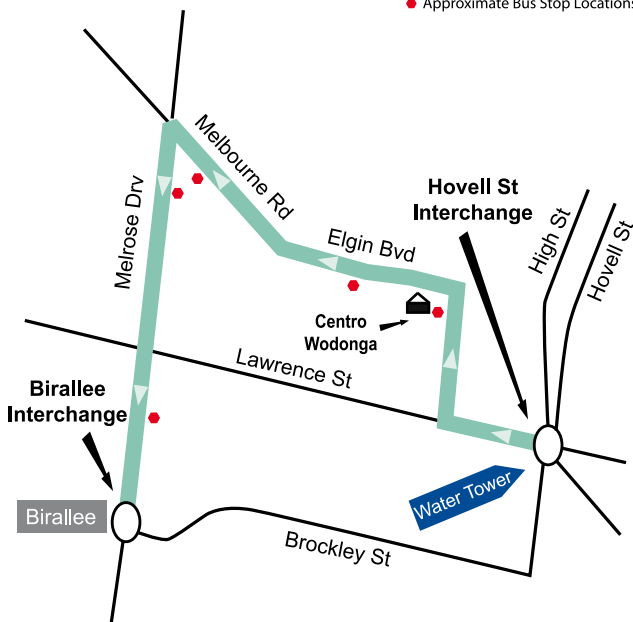 Approximate Bus Stop Locations
Melbourne Rd
Melrose Drv
Hovell St
Interchange
High St
Hovell St
Elgin Bvd
Centro
Wodonga
Lawrence St
Birallee
Interchange
Water Tower
Birallee
Brockley St